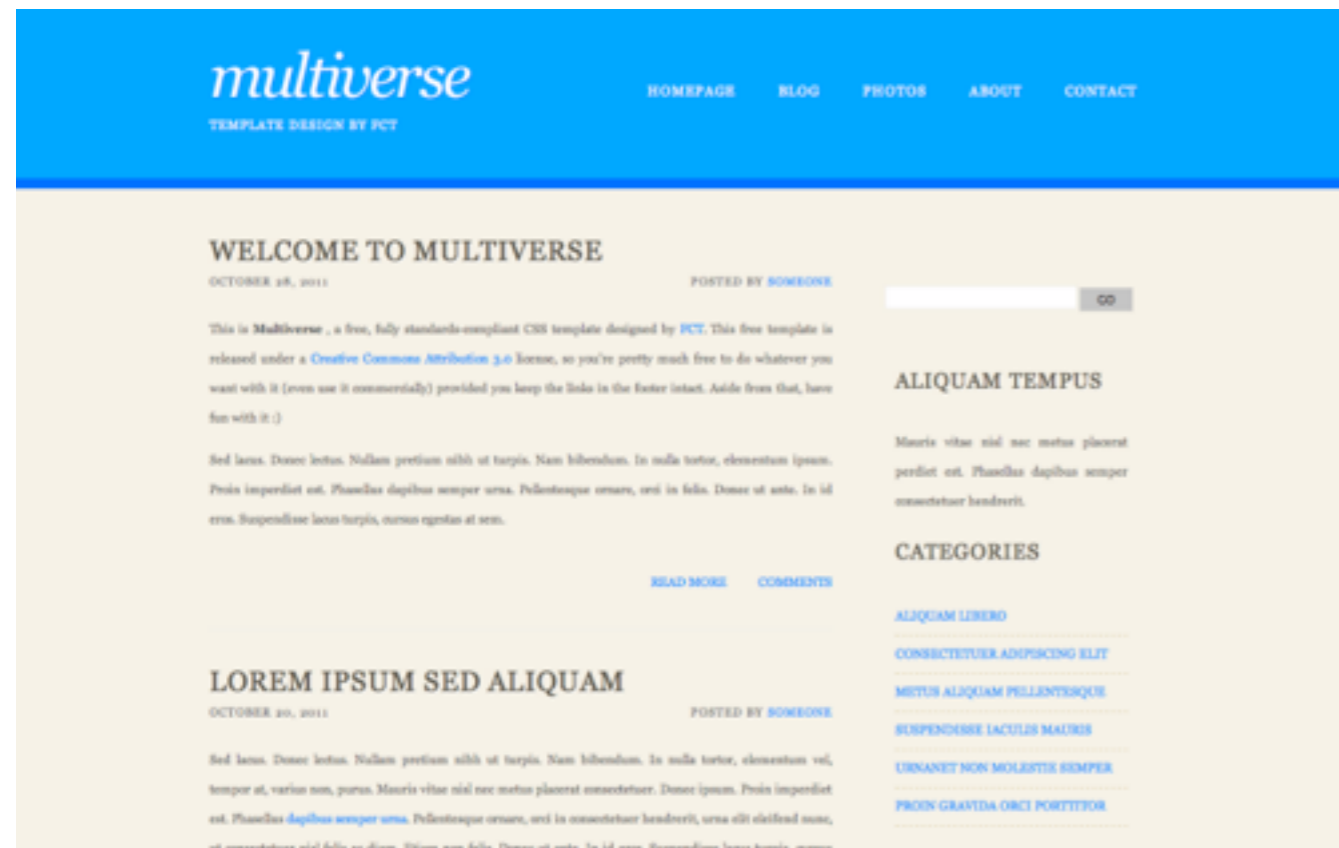 multiverse
TEMPLATE DESIGN BY FCT
HOMEPAGE BLOG PHOTOS ABOUT CONTACT
WELCOME TO MULTIVERSE
OCTOBER 28, 2011 POSTED BY SOMEONE
This is Multiverse , a free, fully standards-compliant CSS template designed by FCT. This free template is
released under a Creative Commons Attribution 3.0 license, so you're pretty much free to do whatever you
want with it (even use it commercially) provided you keep the links in the footer intact. Aside from that, have
fun with it :)
Sed lacus. Donec lectus. Nullam pretium nibh ut turpis. Nam bibendum. In nulla tortor, elementum ipsum.
Proin imperdiet est. Phasellus dapibus semper urna. Pellentesque ornare, orci in felis. Donec ut ante. In id
eros. Suspendisse lacus turpis, cursus egestas at sem.
READ MORE COMMENTS
LOREM IPSUM SED ALIQUAM
OCTOBER 20, 2011 POSTED BY SOMEONE
Sed lacus. Donec lectus. Nullam pretium nibh ut turpis. Nam bibendum. In nulla tortor, elementum vel,
tempor at, varius non, purus. Mauris vitae nisl nec metus placerat consectetuer. Donec ipsum. Proin imperdiet
est. Phasellus dapibus semper urna. Pellentesque ornare, orci in consectetuer hendrerit, urna elit eleifend nunc,
GO
ALIQUAM TEMPUS
Mauris vitae nisl nec metus placerat
perdiet est. Phasellus dapibus semper
consectetuer hendrerit.
CATEGORIES
ALIQUAM LIBERO
CONSECTETUER ADIPISCING ELIT
METUS ALIQUAM PELLENTESQUE
SUSPENDISSE IACULIS MAURIS
URNANET NON MOLESTIE SEMPER
PROIN GRAVIDA ORCI PORTTITOR